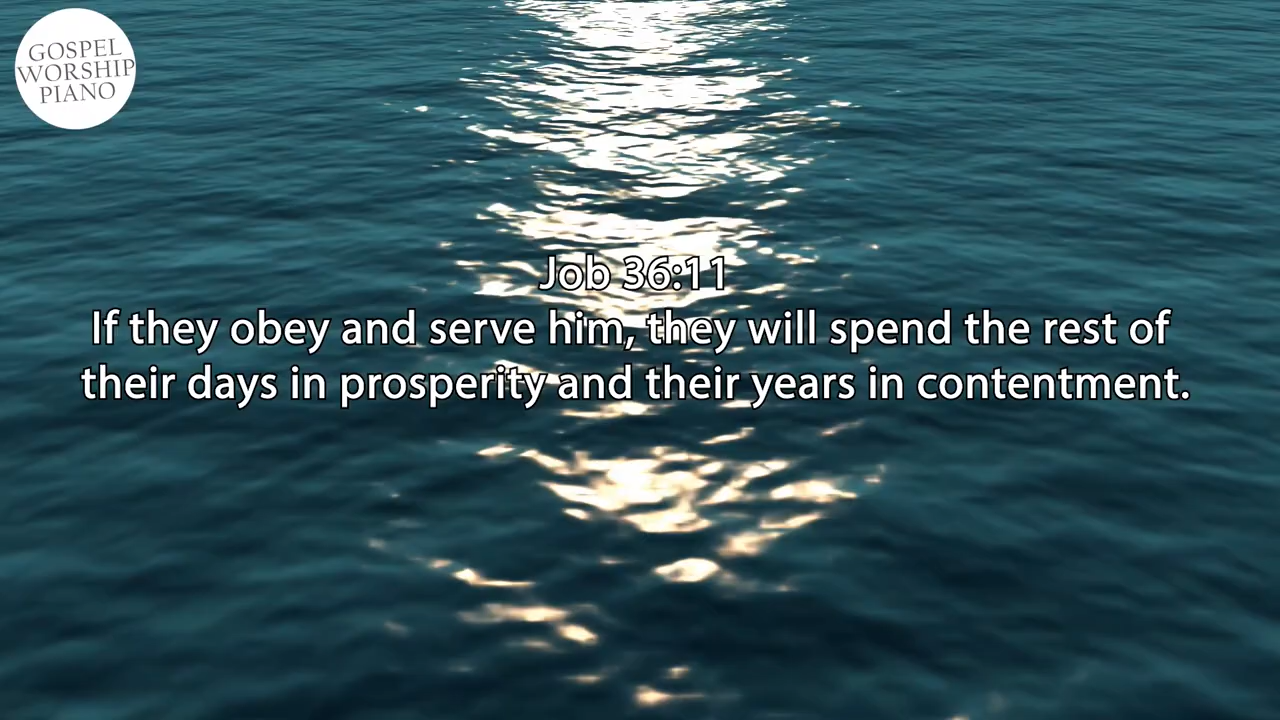 GOSPEL
WORSHIP
PIANO
Job 36:11
If they obey and serve him, they will spend the rest of
their days in prosperity and their years in contentment.